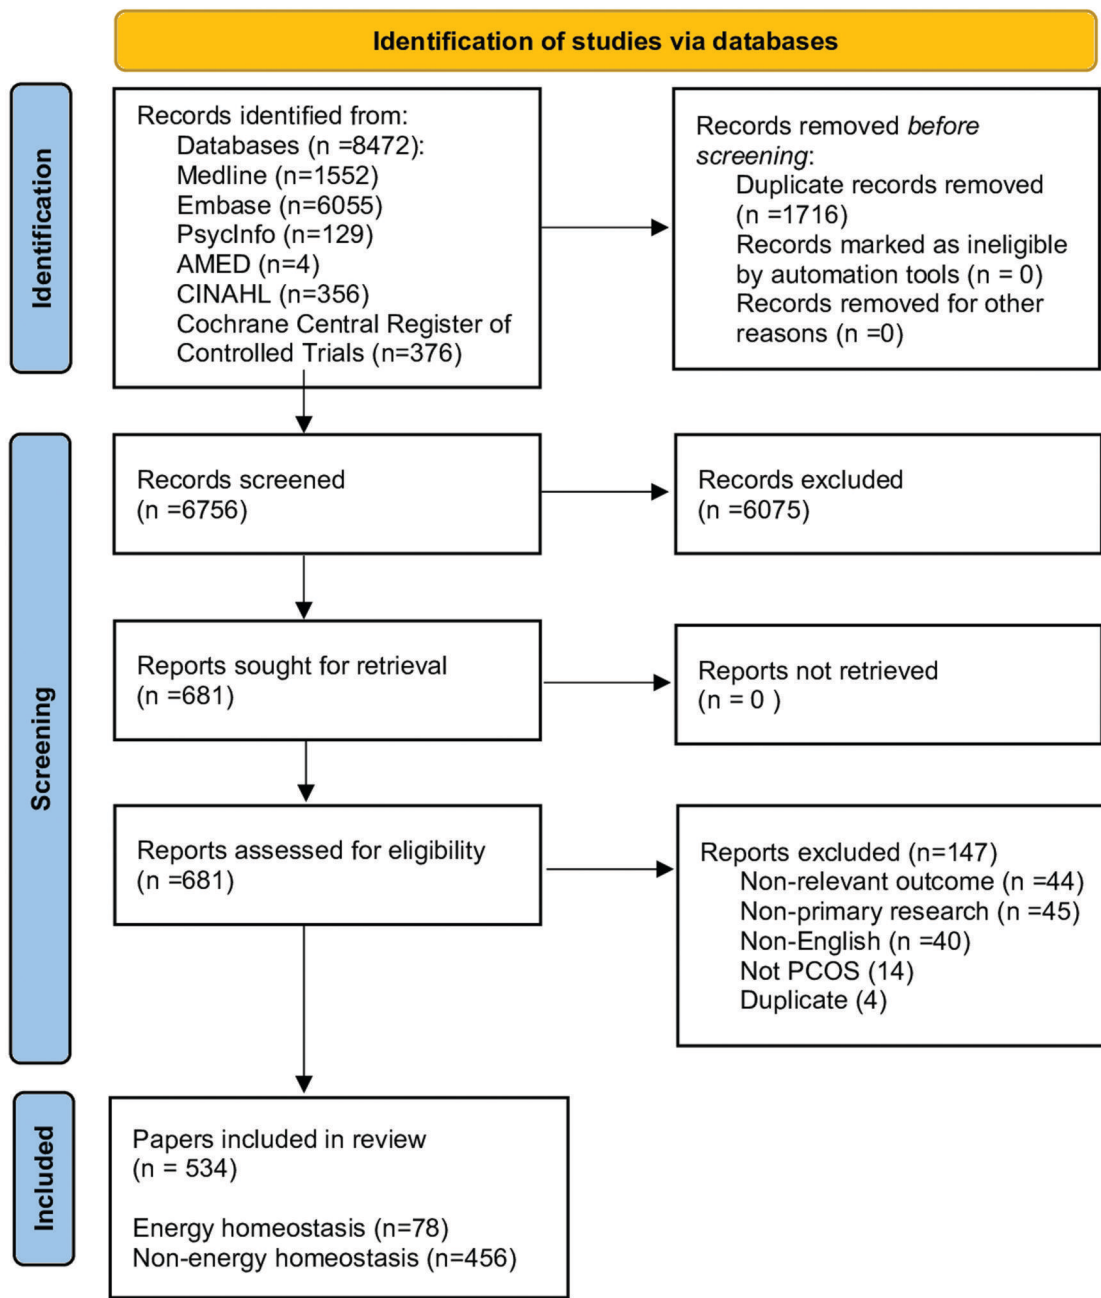 Identification of studies via databases
Identification
Records identified from:
Databases (n =8472):
Medline (n=1552)
Embase (n=6055)
PsycInfo (n=129)
AMED (n=4)
CINAHL (n=356)
Cochrane Central Register of
Controlled Trials (n=376)
Records removed before
screening:
Duplicate records removed
(n =1716)
Records marked as ineligible
by automation tools (n = 0)
Records removed for other
reasons (n =0)
Screening
Records screened
(n =6756)
Records excluded
(n =6075)
Reports sought for retrieval
(n =681)
Reports not retrieved
(n = 0 )
Reports assessed for eligibility
(n =681)
Reports excluded (n=147)
Non-relevant outcome (n =44)
Non-primary research (n =45)
Non-English (n =40)
Not PCOS (14)
Duplicate (4)
Included
Papers included in review
(n = 534)
Energy homeostasis (n=78)
Non-energy homeostasis (n=456)